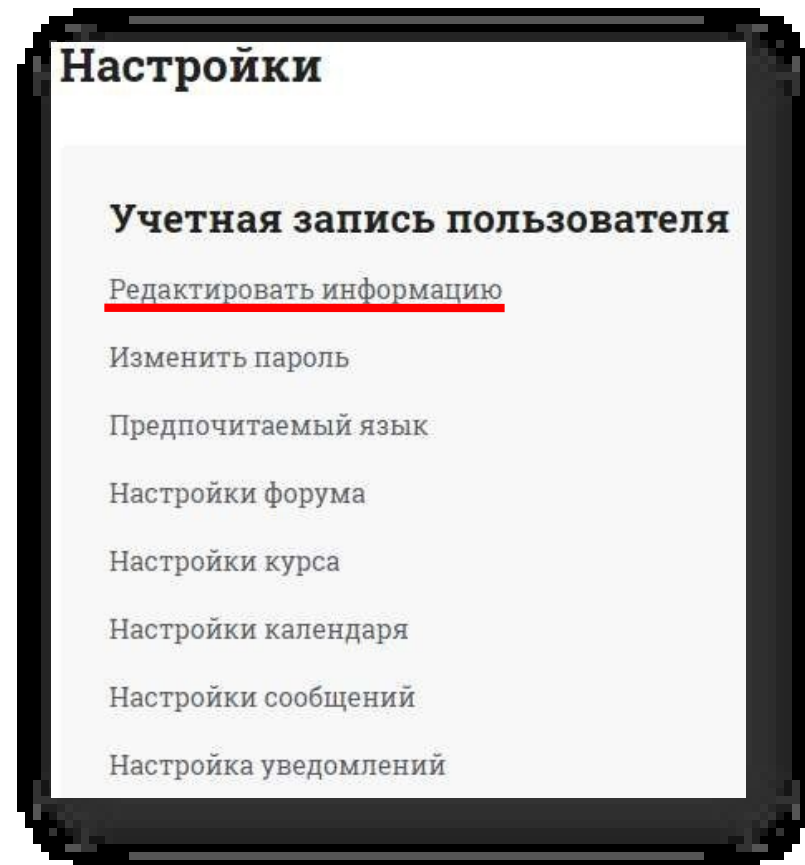 Настройки
Учетная запись пользователя
Редактировать информацию
Изменить пароль
Предпочитаемый язык
Настройки форума
Настройки курса
Настройки календаря
Настройки сообщений
Настройка уведомлений